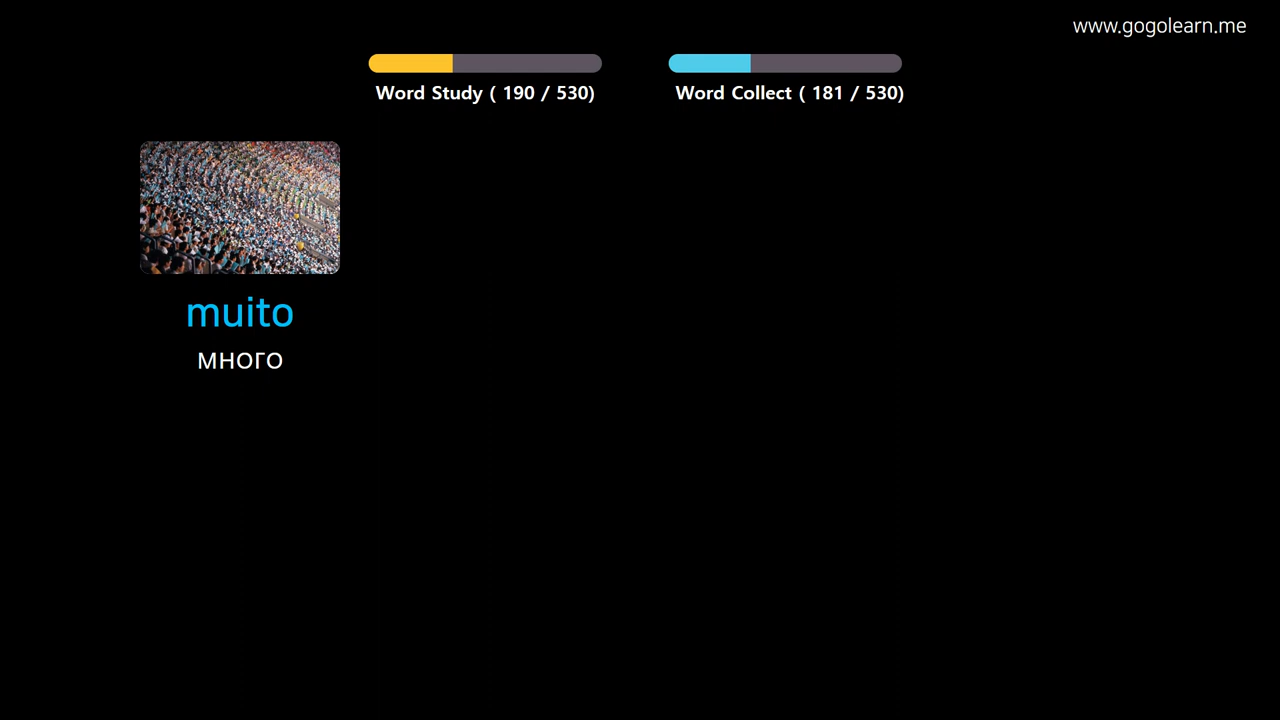 www.gogolearn.me
Word Study ( 190 / 530)
Word Collect ( 181 / 530)
muito
много